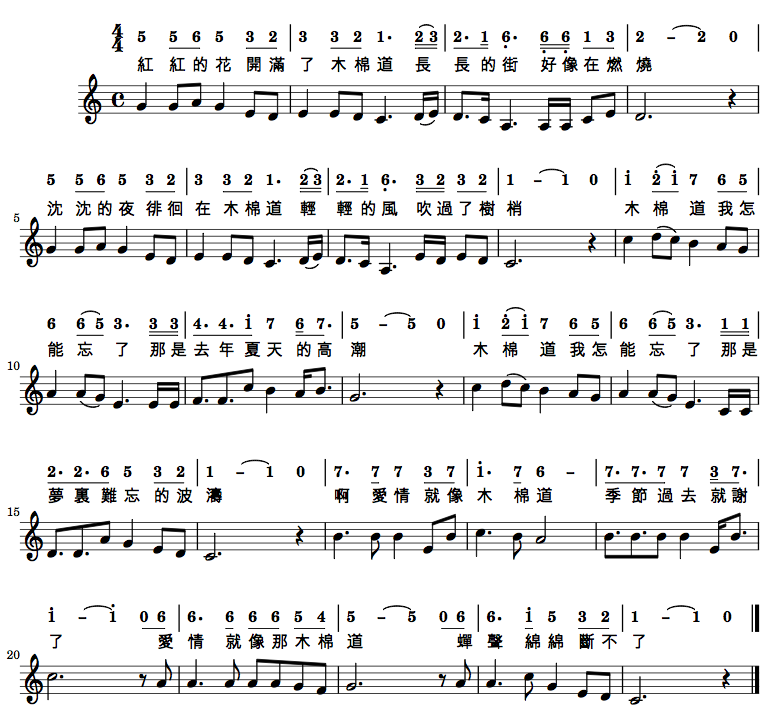 4/4 5 5 6 5 3 2 3 3 2 1· 2 3 2· 1 6· 6 6 1 3 2 - 2 0
紅 紅 的 花 開 滿 了 木 棉 道 長 長 的 街 好 像 在 燃 燒
5
5 5 6 5 3 2 3 3 2 1· 2 3 2· 1 6· 3 2 3 2 1 - 1 0 1 2 1 7 6 5
沈 沈 的 夜 徘 徊 在 木 棉 道 輕 輕 的 風 吹 過 了 樹 梢 木 棉 道 我 怎
10
6 6 5 3· 3 3 4· 4· 1 7 6 7· 5 - 5 0 1 2 1 7 6 5 6 6 5 3· 1 1
能 忘 了 那 是 去 年 夏 天 的 高 潮 木 棉 道 我 怎 能 忘 了 那 是
15
2· 2· 6 5 3 2 1 - 1 0 7· 7 7 3 7 1· 7 6 - 7· 7· 7 7 3 7·
夢 裏 難 忘 的 波 濤 啊 愛 情 就 像 木 棉 道 季 節 過 去 就 謝
20
1 - 1 0 6 6· 6 6 6 5 4 5 - 5 0 6 6· 1 5 3 2 1 - 1 0
了 愛 情 就 像 那 木 棉 道 蟬 聲 綿 綿 斷 不 了